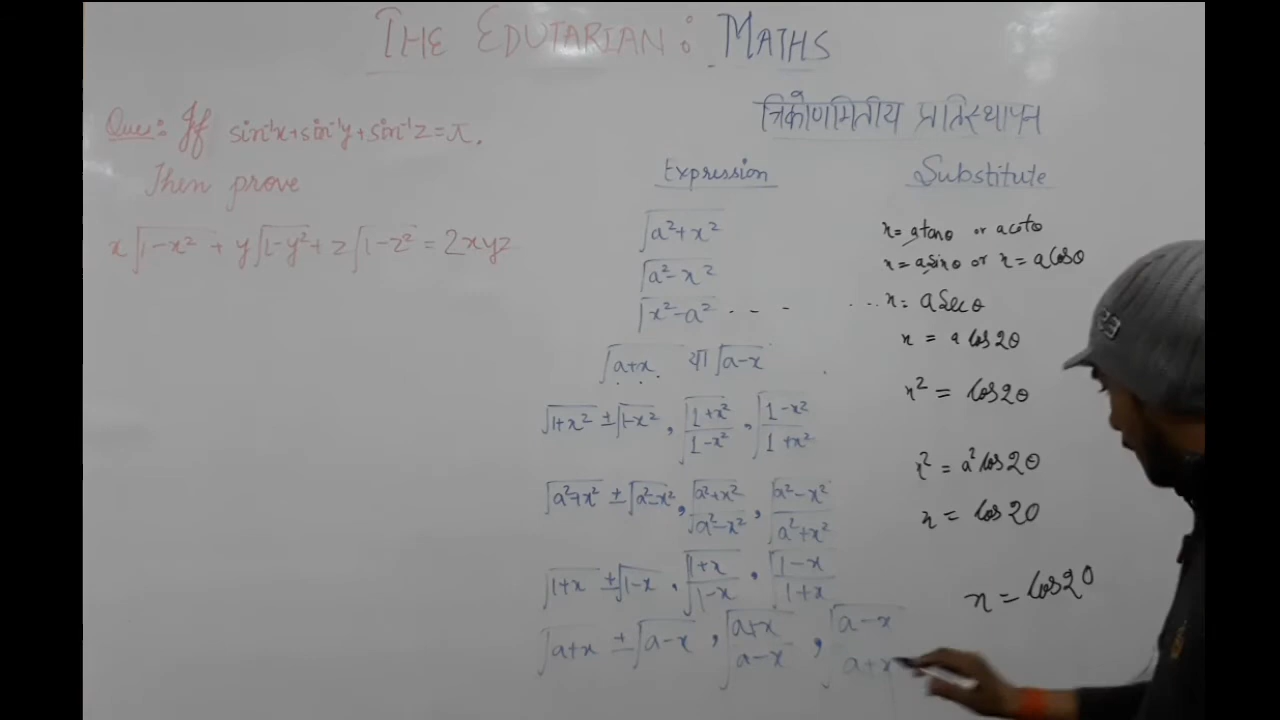 THE EDUTARIAN: MATHS
Ques: If sin⁻¹x+sin⁻¹y+sin⁻¹z=π.
Then prove
x√1-x² + y√1-y² + z√1-z² = 2xyz
त्रिकोणमितीय प्रतिस्थापन
Expression Substitute
√a²+x² x= a tanθ or a cotθ
√a²-x² x= a sinθ or x = a cosθ
√x²-a² - - - ... x= a Secθ
√a+x या √a-x x = a cos2θ
√1+x² ± √1-x², √1+x²/1-x², √1-x²/1+x² x² = cos2θ
√a²+x² ± √a²-x², √a²+x²/√a²-x², √a²-x²/a²+x² x² = a² cos2θ
x = cos2θ
√1+x ± √1-x, √1+x/1-x, √1-x/1+x x = cos2θ
√a+x ± √a-x, √a+x/a-x, √a-x/a+x